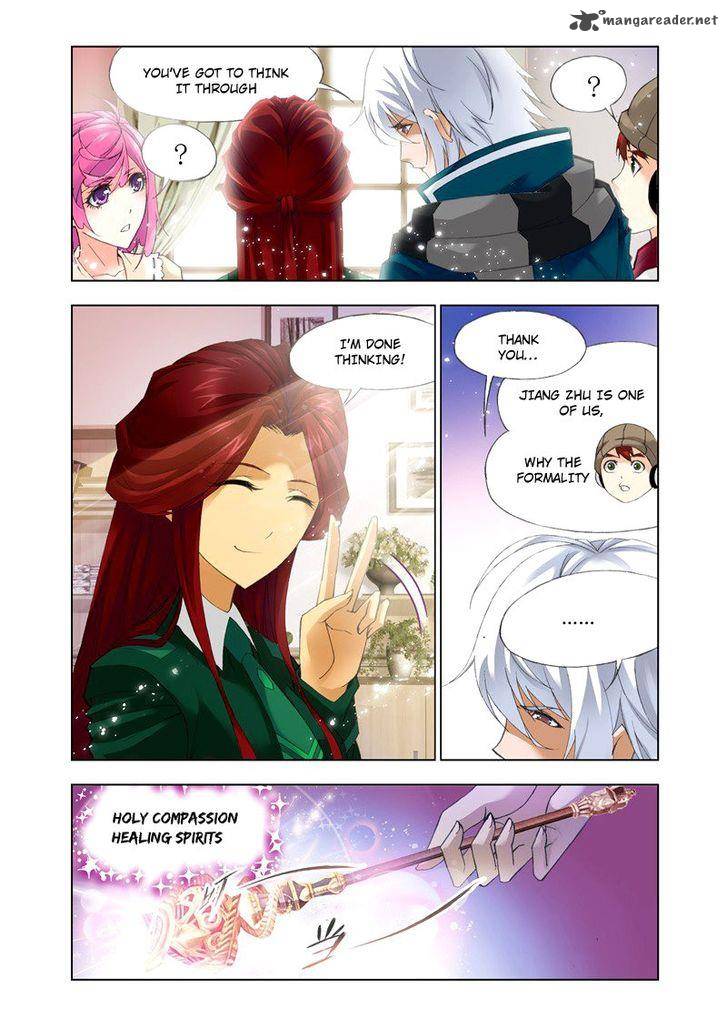 mangareader.net
YOU'VE GOT TO THINK
IT THROUGH
?
?
I'M DONE
THINKING!
THANK
YOU...
JIANG ZHU IS ONE
OF US,
WHY THE
FORMALITY
......
HOLY COMPASSION
HEALING SPIRITS